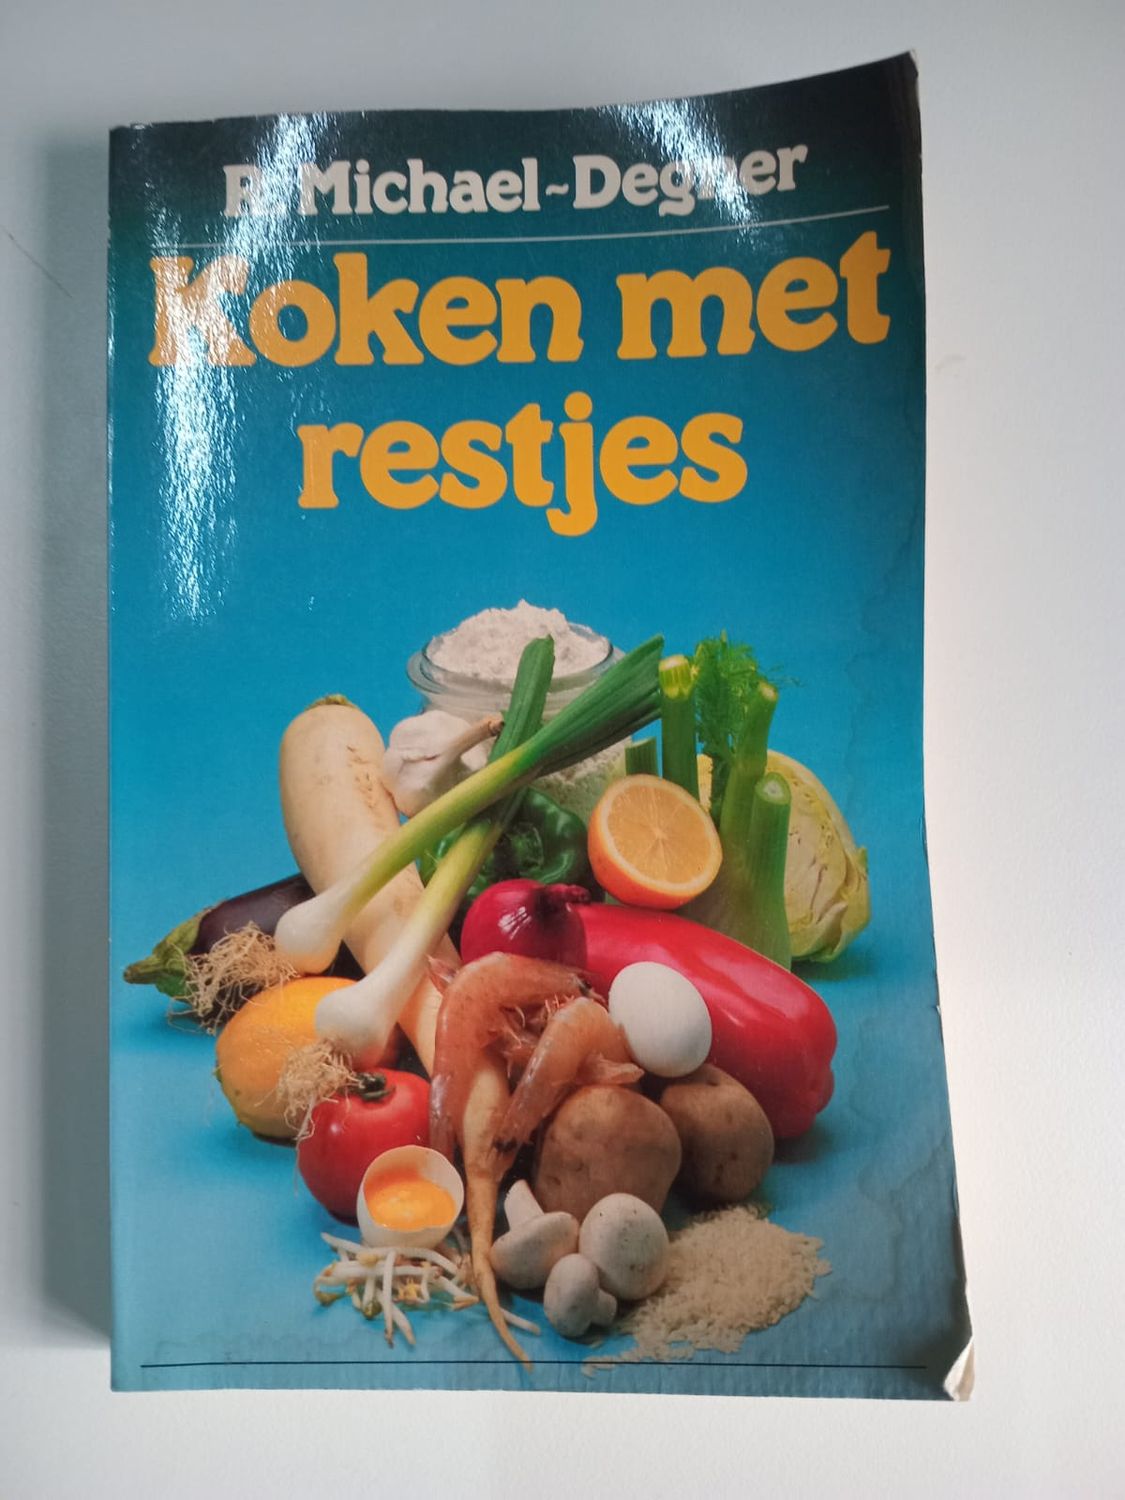 R. Michael~Degner
Koken met
restjes